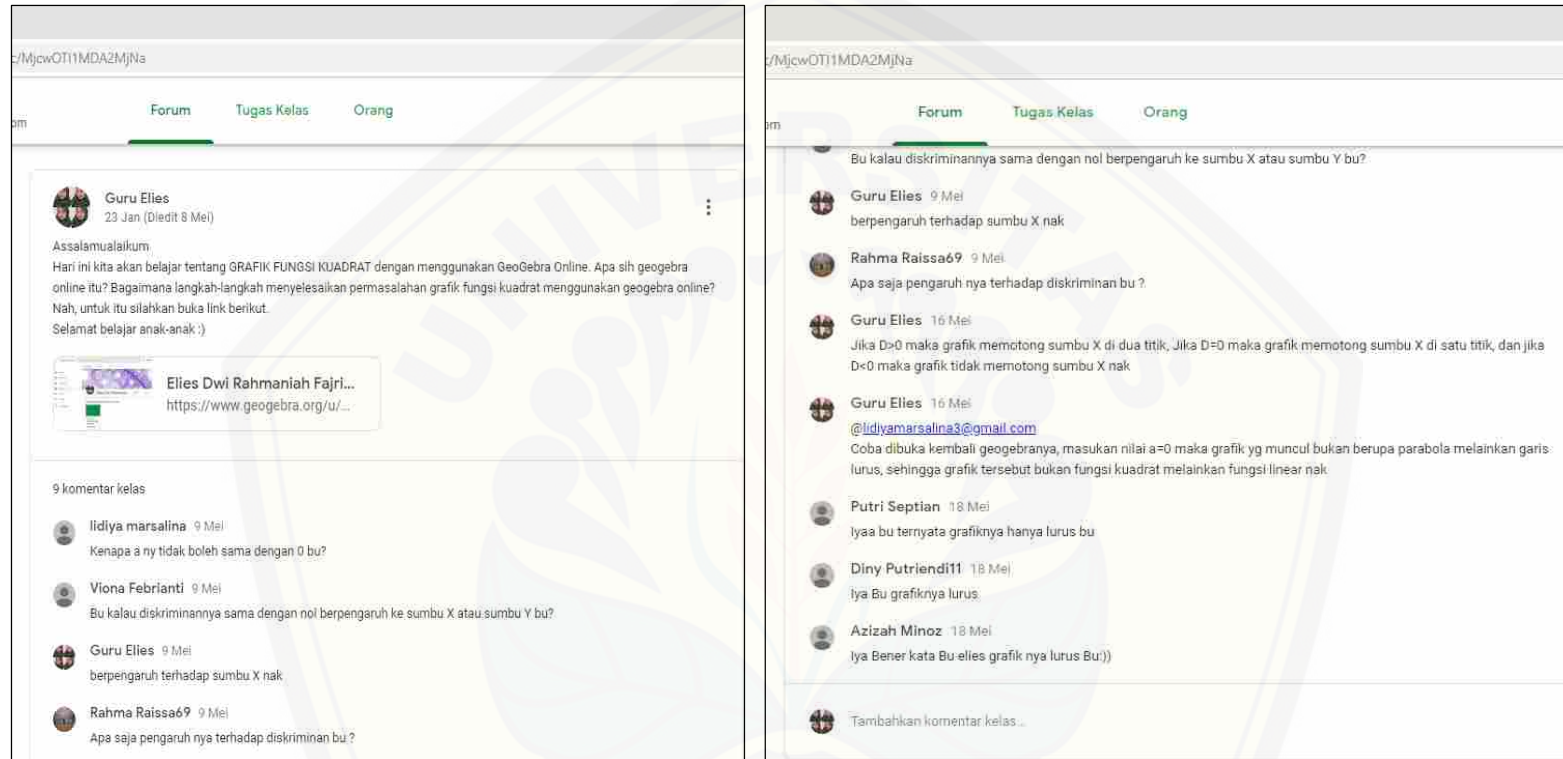 c/MjcwOTI1MDA2MjNa
Forum Tugas Kelas Orang
om
Guru Elies
23 Jan (Diedit 8 Mei)
Assalamualaikum
Hari ini kita akan belajar tentang GRAFIK FUNGSI KUADRAT dengan menggunakan GeoGebra Online. Apa sih geogebra
online itu? Bagaimana langkah-langkah menyelesaikan permasalahan grafik fungsi kuadrat menggunakan geogebra online?
Nah, untuk itu silahkan buka link berikut.
Selamat belajar anak-anak :)
Elies Dwi Rahmaniah Fajri...
https://www.geogebra.org/u/...
9 komentar kelas
lidiya marsalina 9 Mei
Kenapa a ny tidak boleh sama dengan 0 bu?
Viona Febrianti 9 Mei
Bu kalau diskriminannya sama dengan nol berpengaruh ke sumbu X atau sumbu Y bu?
Guru Elies 9 Mei
berpengaruh terhadap sumbu X nak
Rahma Raissa69 9 Mei
Apa saja pengaruh nya terhadap diskriminan bu ?
c/MjcwOTI1MDA2MjNa
Forum Tugas Kelas Orang
om
Bu kalau diskriminannya sama dengan nol berpengaruh ke sumbu X atau sumbu Y bu?
Guru Elies 9 Mei
berpengaruh terhadap sumbu X nak
Rahma Raissa69 9 Mei
Apa saja pengaruh nya terhadap diskriminan bu ?
Guru Elies 16 Mei
Jika D>0 maka grafik memotong sumbu X di dua titik, Jika D=0 maka grafik memotong sumbu X di satu titik, dan jika
D<0 maka grafik tidak memotong sumbu X nak
Guru Elies 16 Mei
@lidiyamarsalina3@gmail.com
Coba dibuka kembali geogebranya, masukan nilai a=0 maka grafik yg muncul bukan berupa parabola melainkan garis
lurus, sehingga grafik tersebut bukan fungsi kuadrat melainkan fungsi linear nak
Putri Septian 18 Mei
Iyaa bu ternyata grafiknya hanya lurus bu
Diny Putriendi11 18 Mei
Iya Bu grafiknya lurus
Azizah Minoz 18 Mei
Iya Bener kata Bu elies grafik nya lurus Bu:))
Tambahkan komentar kelas...
UNIVERSITAS